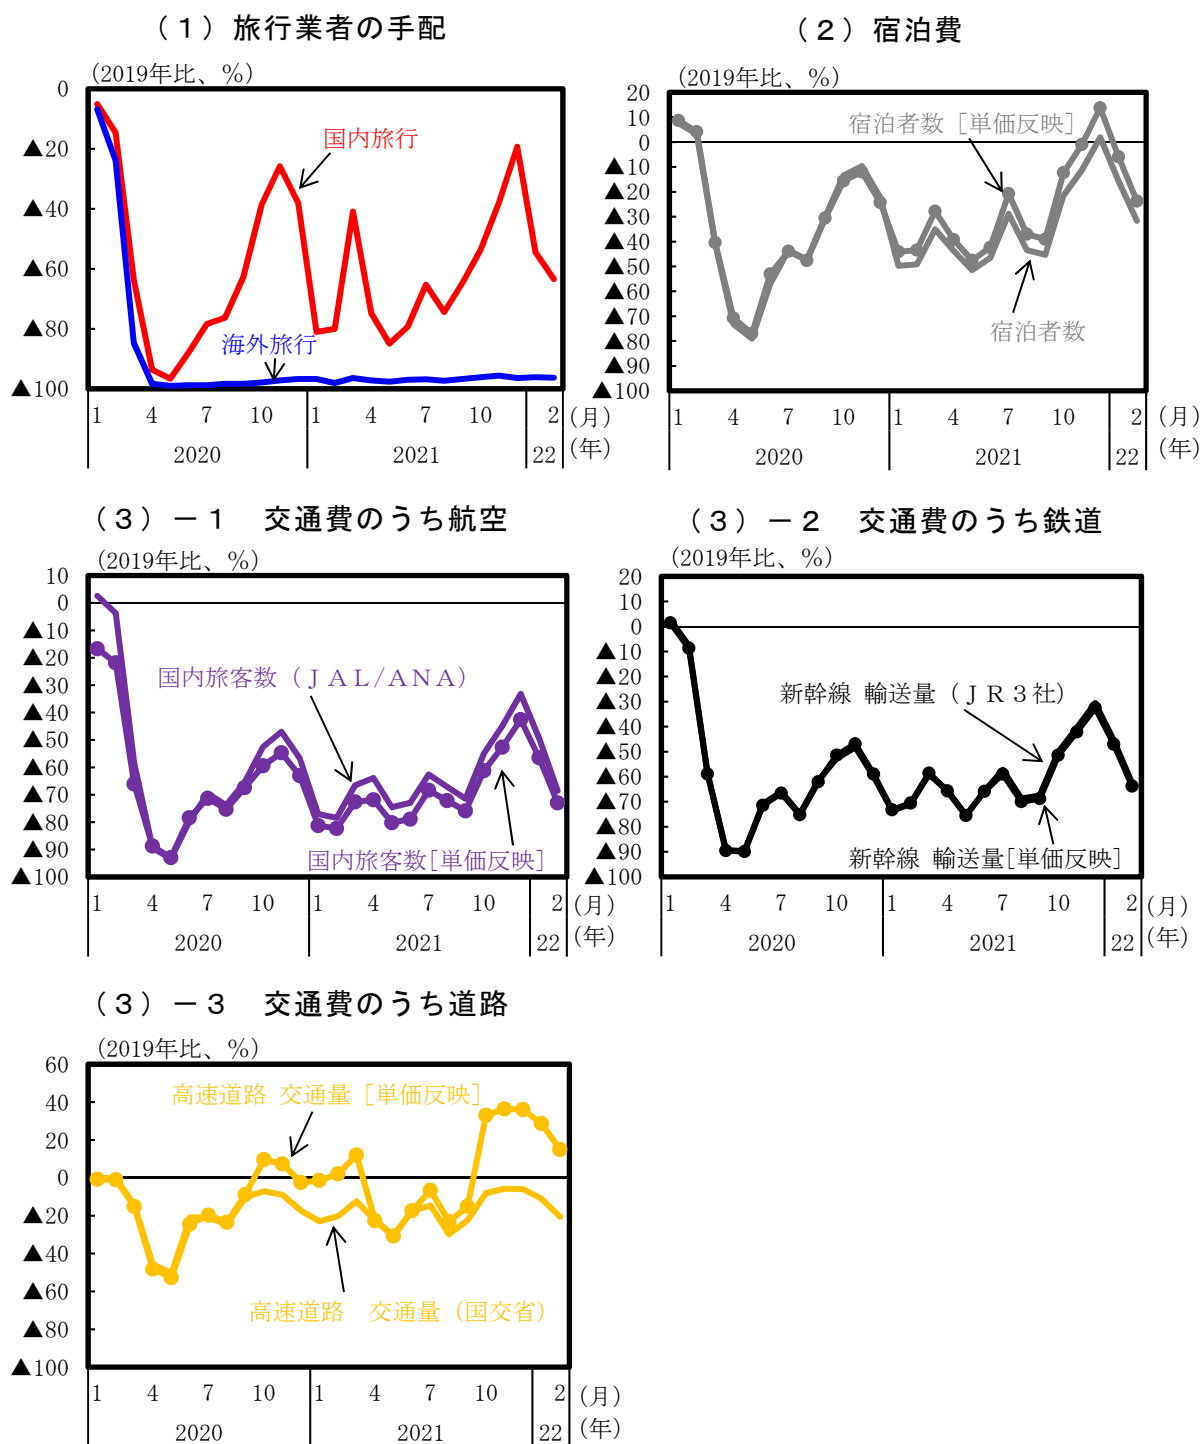 （１）旅行業者の手配
(2019年比、%)
0
▲20
▲40
▲60
▲80
▲100
国内旅行
海外旅行
1 4 7 10 1 4 7 10 2 (月)
2020 2021 22 (年)
（２）宿泊費
(2019年比、%)
20
10
0
▲10
▲20
▲30
▲40
▲50
▲60
▲70
▲80
▲90
▲100
宿泊者数［単価反映］
宿泊者数
1 4 7 10 1 4 7 10 2 (月)
2020 2021 22 (年)
（３）－１　交通費のうち航空
(2019年比、%)
10
0
▲10
▲20
▲30
▲40
▲50
▲60
▲70
▲80
▲90
▲100
国内旅客数（ＪＡＬ/ＡＮＡ）
国内旅客数[単価反映]
1 4 7 10 1 4 7 10 2 (月)
2020 2021 22 (年)
（３）－２　交通費のうち鉄道
(2019年比、%)
20
10
0
▲10
▲20
▲30
▲40
▲50
▲60
▲70
▲80
▲90
▲100
新幹線 輸送量（ＪＲ３社）
新幹線 輸送量[単価反映]
1 4 7 10 1 4 7 10 2 (月)
2020 2021 22 (年)
（３）－３　交通費のうち道路
(2019年比、%)
60
40
20
0
▲20
▲40
▲60
▲80
▲100
高速道路 交通量［単価反映］
高速道路　交通量（国交省）
1 4 7 10 1 4 7 10 2 (月)
2020 2021 22 (年)